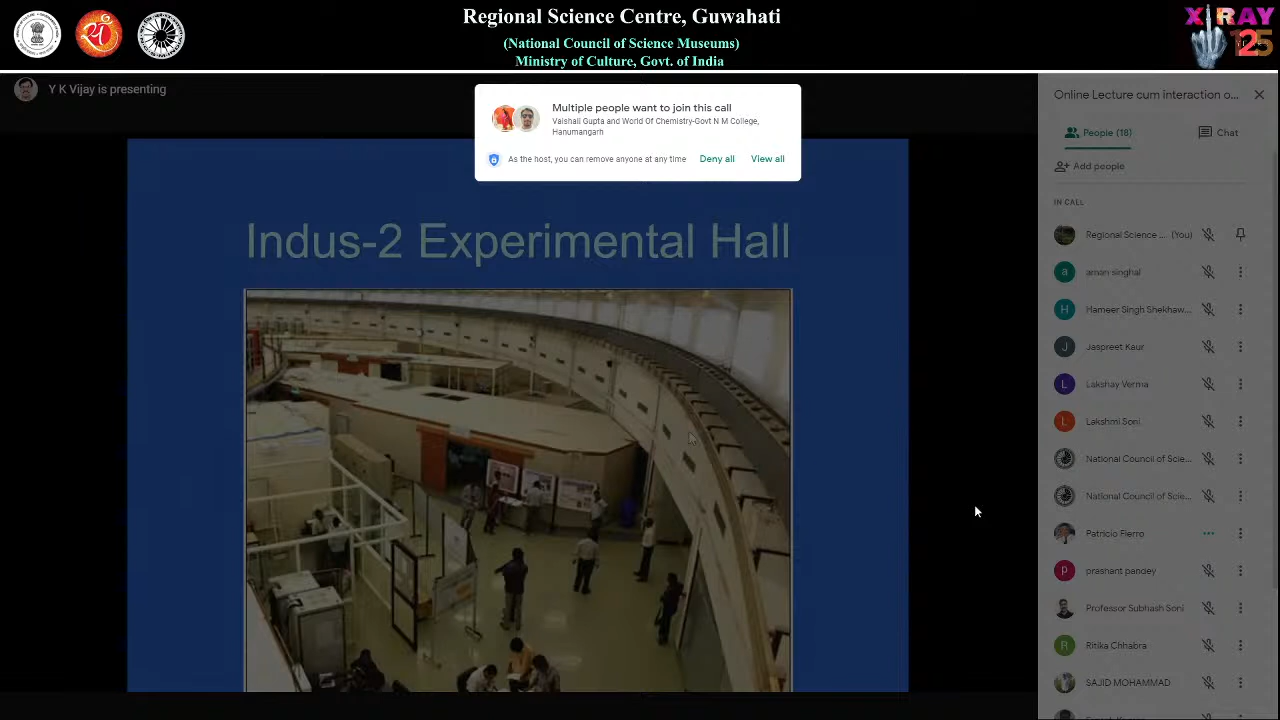 Regional Science Centre, Guwahati
(National Council of Science Museums)
Ministry of Culture, Govt. of India
X RAY
125
YEARS
Y K Vijay is presenting
Multiple people want to join this call
Vaishali Gupta and World Of Chemistry-Govt N M College,
Hanumangarh
As the host, you can remove anyone at any time
Deny all
View all
Indus-2 Experimental Hall
Online Lecture cum interaction o...
People (18)
Chat
Add people
IN CALL
Regional Science ... (You)
a
aman singhal
H
Hameer Singh Shekhaw...
J
Jaspreet Kaur
L
Lakshay Verma
L
Lakshmi Soni
National Council of Scie...
National Council of Scie...
Patricio Fierro
p
prashant pandey
Professor Subhash Soni
R
Ritika Chhabra
SAJID MOHAMMAD